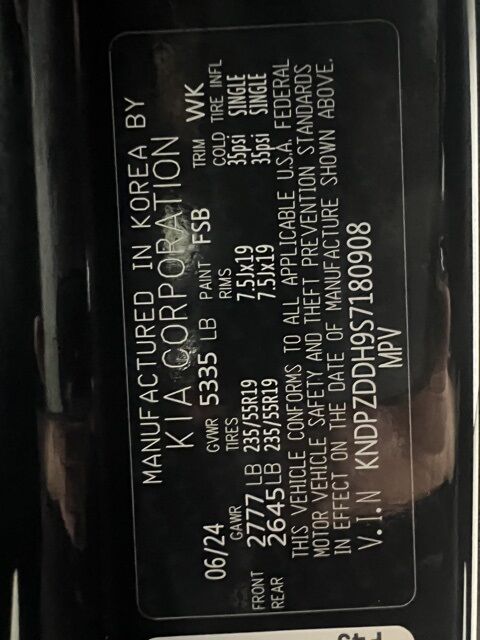 MANUFACTURED IN KOREA BY
KIA CORPORATION
06/24 GVWR 5335 LB PAINT FSB TRIM WK
GAWR TIRES RIMS COLD TIRE INFL
FRONT 2777 LB 235/55R19 7.5Jx19 35psi SINGLE
REAR 2645 LB 235/55R19 7.5Jx19 35psi SINGLE
THIS VEHICLE CONFORMS TO ALL APPLICABLE U.S.A. FEDERAL
MOTOR VEHICLE SAFETY AND THEFT PREVENTION STANDARDS
IN EFFECT ON THE DATE OF MANUFACTURE SHOWN ABOVE.
V.I.N KNDPZDDH9S7180908
MPV